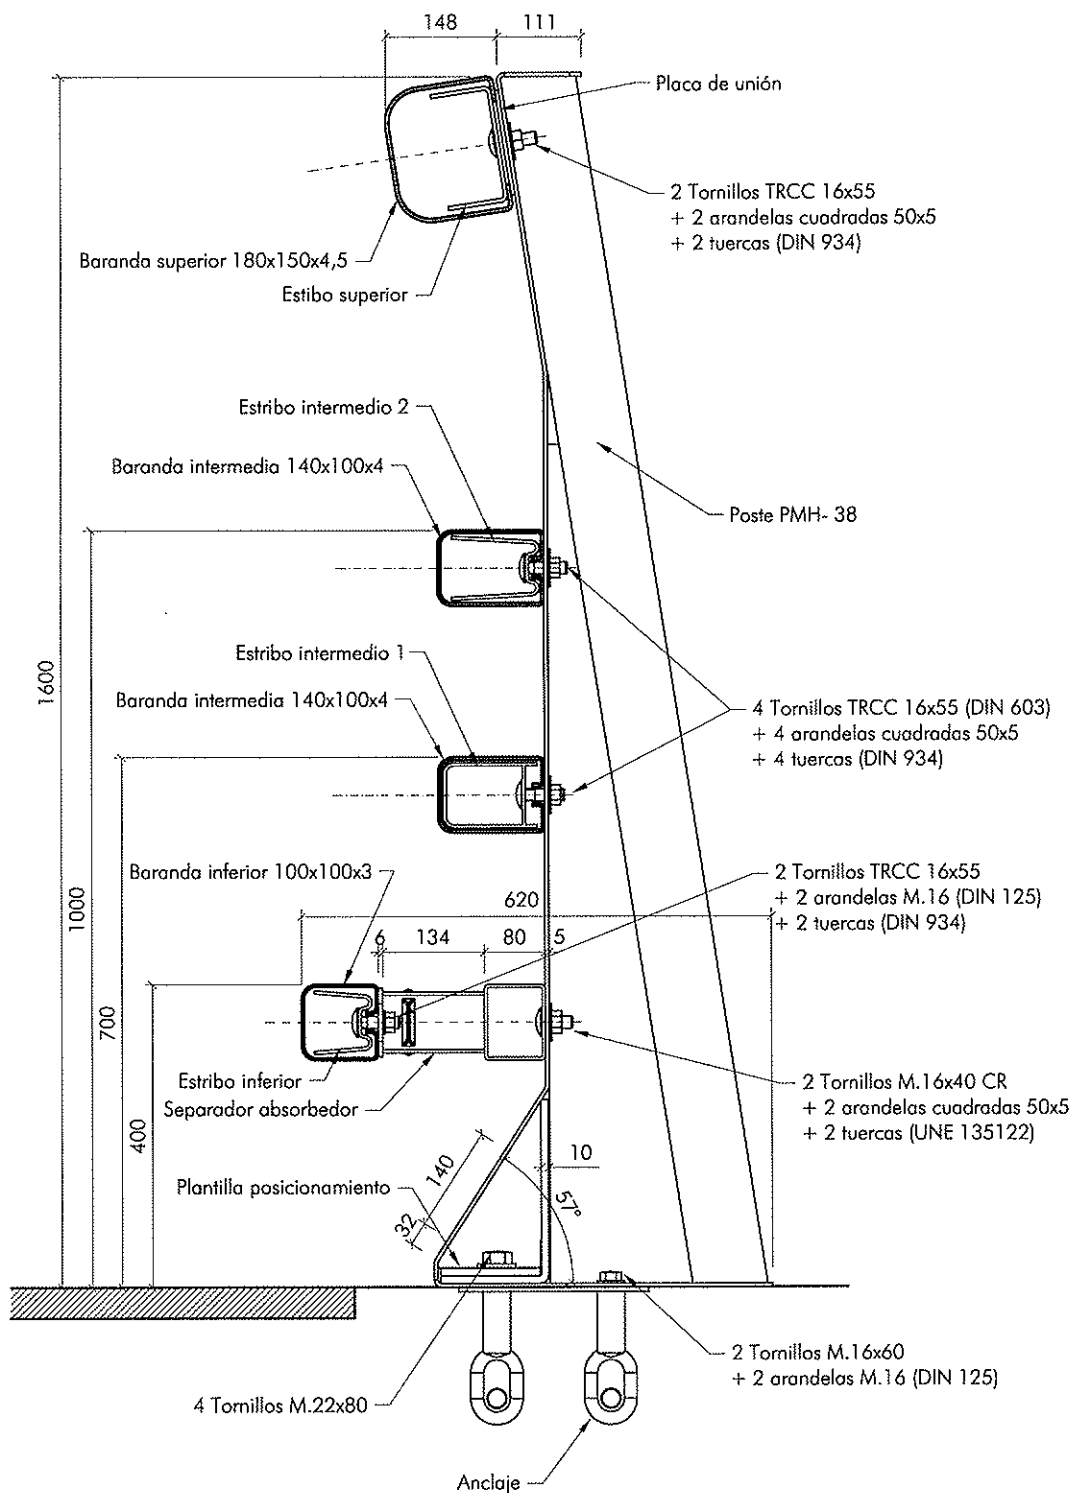 148
111
Placa de unión
2 Tornillos TRCC 16x55
+ 2 arandelas cuadradas 50x5
+ 2 tuercas (DIN 934)
Baranda superior 180x150x4,5
Estibo superior
Estribo intermedio 2
Baranda intermedia 140x100x4
Poste PMH- 38
1600
Estribo intermedio 1
Baranda intermedia 140x100x4
4 Tornillos TRCC 16x55 (DIN 603)
+ 4 arandelas cuadradas 50x5
+ 4 tuercas (DIN 934)
1000
Baranda inferior 100x100x3
2 Tornillos TRCC 16x55
+ 2 arandelas M.16 (DIN 125)
+ 2 tuercas (DIN 934)
620
6
134
80
5
700
400
Estribo inferior
Separador absorbedor
2 Tornillos M.16x40 CR
+ 2 arandelas cuadradas 50x5
+ 2 tuercas (UNE 135122)
10
140
32
57°
Plantilla posicionamiento
2 Tornillos M.16x60
+ 2 arandelas M.16 (DIN 125)
4 Tornillos M.22x80
Anclaje